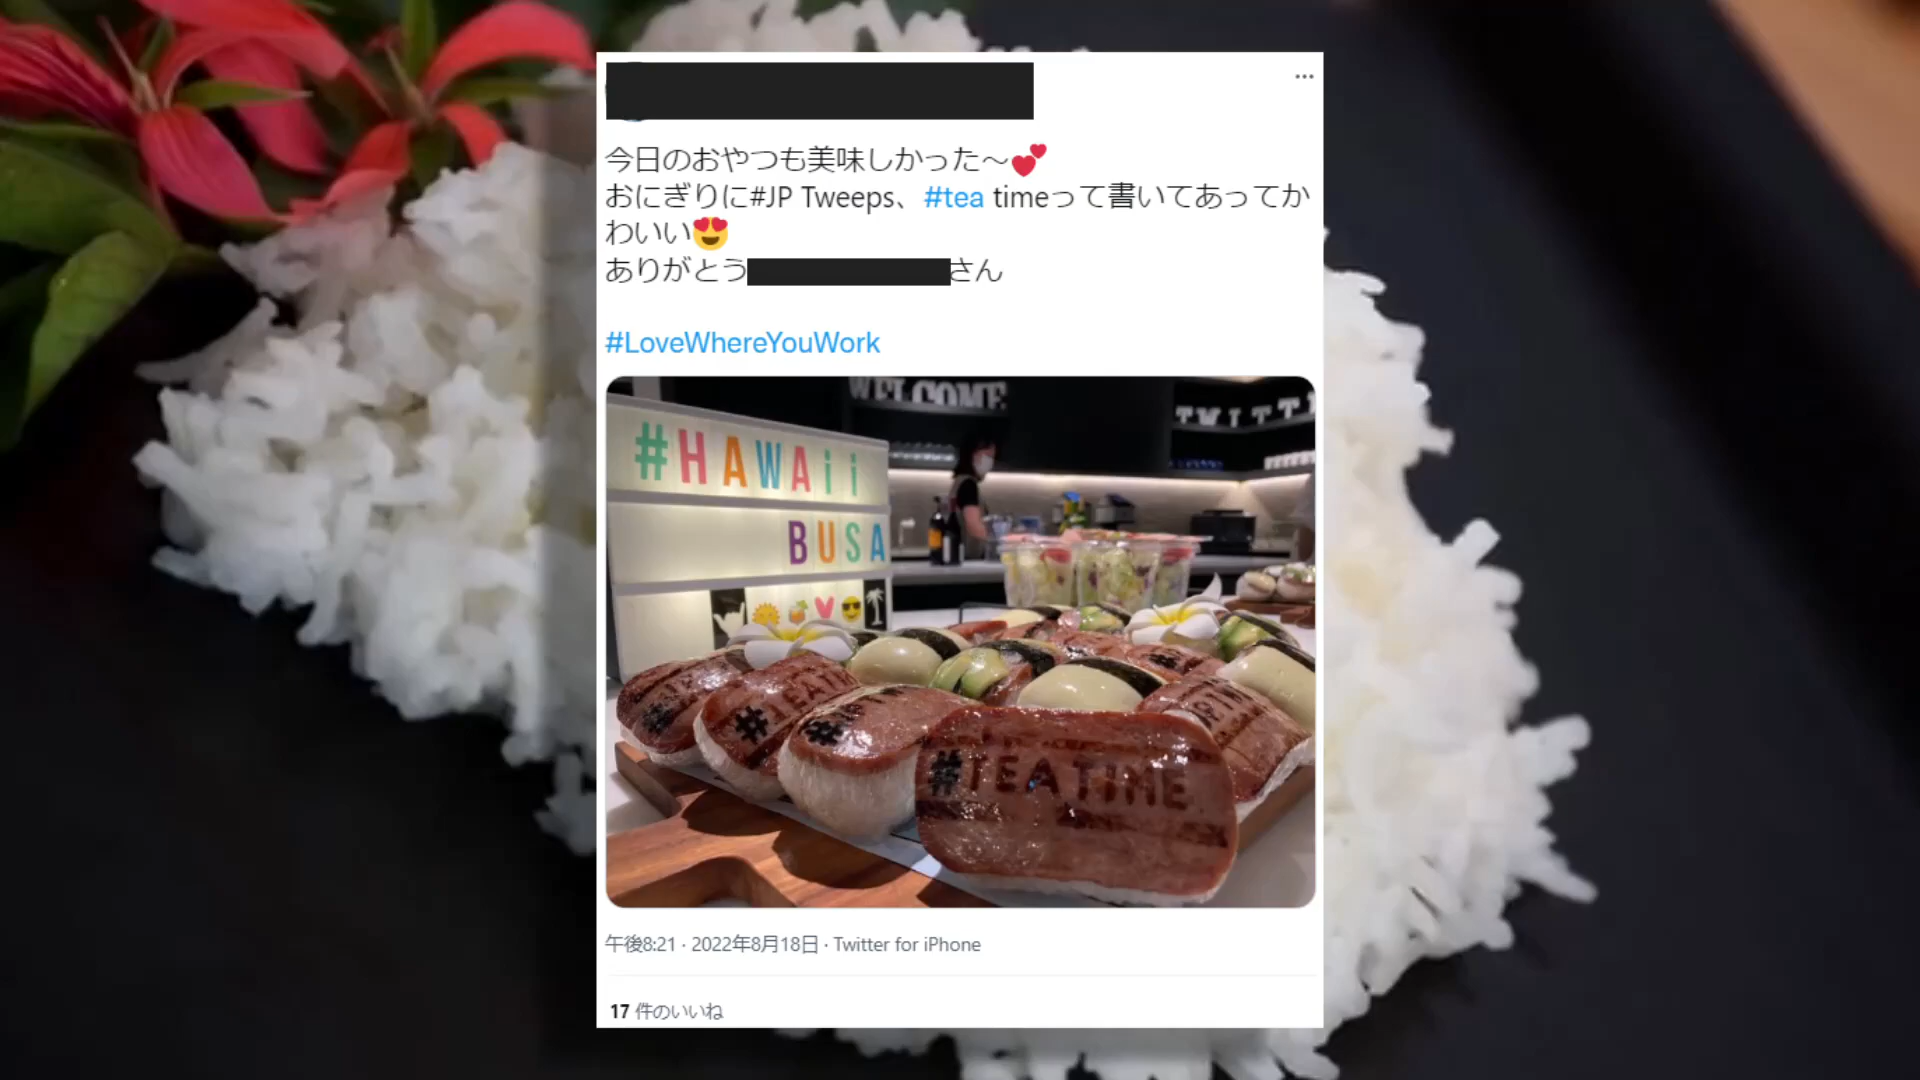 今日のおやつも美味しかった〜💕
おにぎりに#JP Tweeps、#tea timeって書いてあってか
わいい😍
ありがとう
さん
#LoveWhereYouWork
WELCOME
TWITT
#HAWAii
BUSA
#TEATIME
午後8:21 · 2022年8月18日 · Twitter for iPhone
17 件のいいね